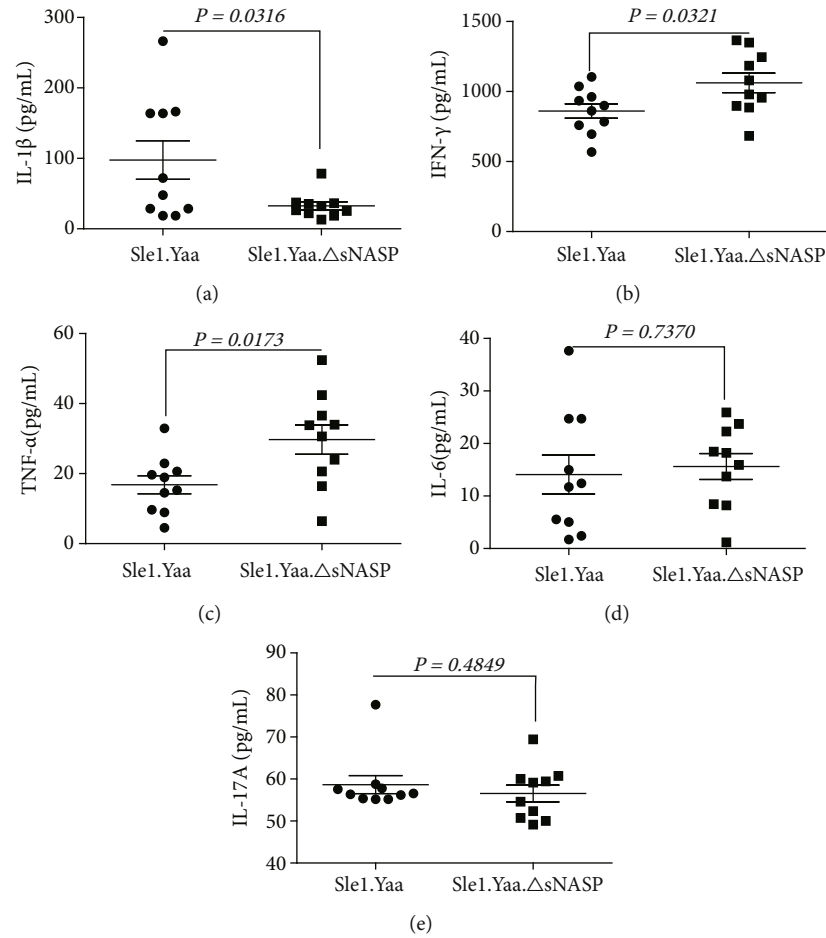 P = 0.0316
300
200
100
0
IL-1β (pg/mL)
Sle1.Yaa
Sle1.Yaa.△sNASP
(a)
P = 0.0321
1500
1000
500
0
IFN-γ (pg/mL)
Sle1.Yaa
Sle1.Yaa.△sNASP
(b)
P = 0.0173
60
40
20
0
TNF-α(pg/mL)
Sle1.Yaa
Sle1.Yaa.△sNASP
(c)
P = 0.7370
40
30
20
10
0
IL-6(pg/mL)
Sle1.Yaa
Sle1.Yaa.△sNASP
(d)
P = 0.4849
90
80
70
60
50
40
IL-17A (pg/mL)
Sle1.Yaa
Sle1.Yaa.△sNASP
(e)